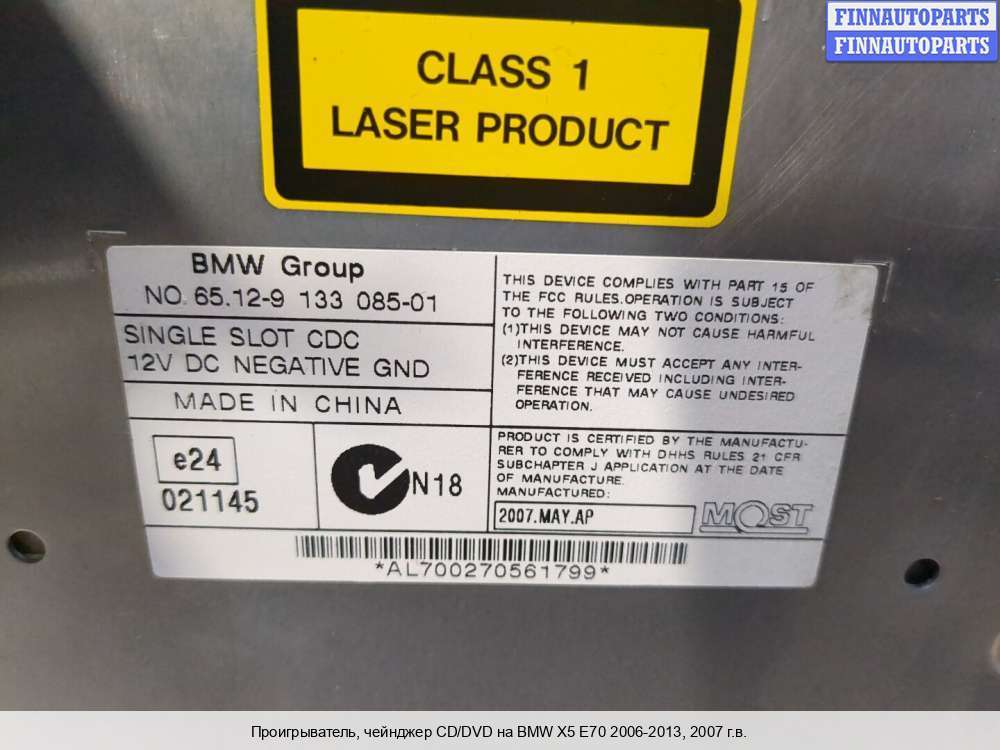 FINNAUTOPARTS
FINNAUTOPARTS
CLASS 1
LASER PRODUCT
BMW Group
NO. 65.12-9 133 085-01
SINGLE SLOT CDC
12V DC NEGATIVE GND
MADE IN CHINA
e24
021145
N18
THIS DEVICE COMPLIES WITH PART 15 OF
THE FCC RULES.OPERATION IS SUBJECT
TO THE FOLLOWING TWO CONDITIONS:
(1)THIS DEVICE MAY NOT CAUSE HARMFUL
INTERFERENCE.
(2)THIS DEVICE MUST ACCEPT ANY INTER-
FERENCE RECEIVED INCLUDING INTER-
FERENCE THAT MAY CAUSE UNDESIRED
OPERATION.
PRODUCT IS CERTIFIED BY THE MANUFACTU-
RER TO COMPLY WITH DHHS RULES 21 CFR
SUBCHAPTER J APPLICATION AT THE DATE
OF MANUFACTURE.
MANUFACTURED:
2007.MAY.AP
MOST
*AL700270561799*
Проигрыватель, чейнджер CD/DVD на BMW X5 E70 2006-2013, 2007 г.в.